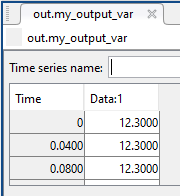 out.my_output_var
out.my_output_var
Time series name:
Time Data:1
0 12.3000
0.0400 12.3000
0.0800 12.3000